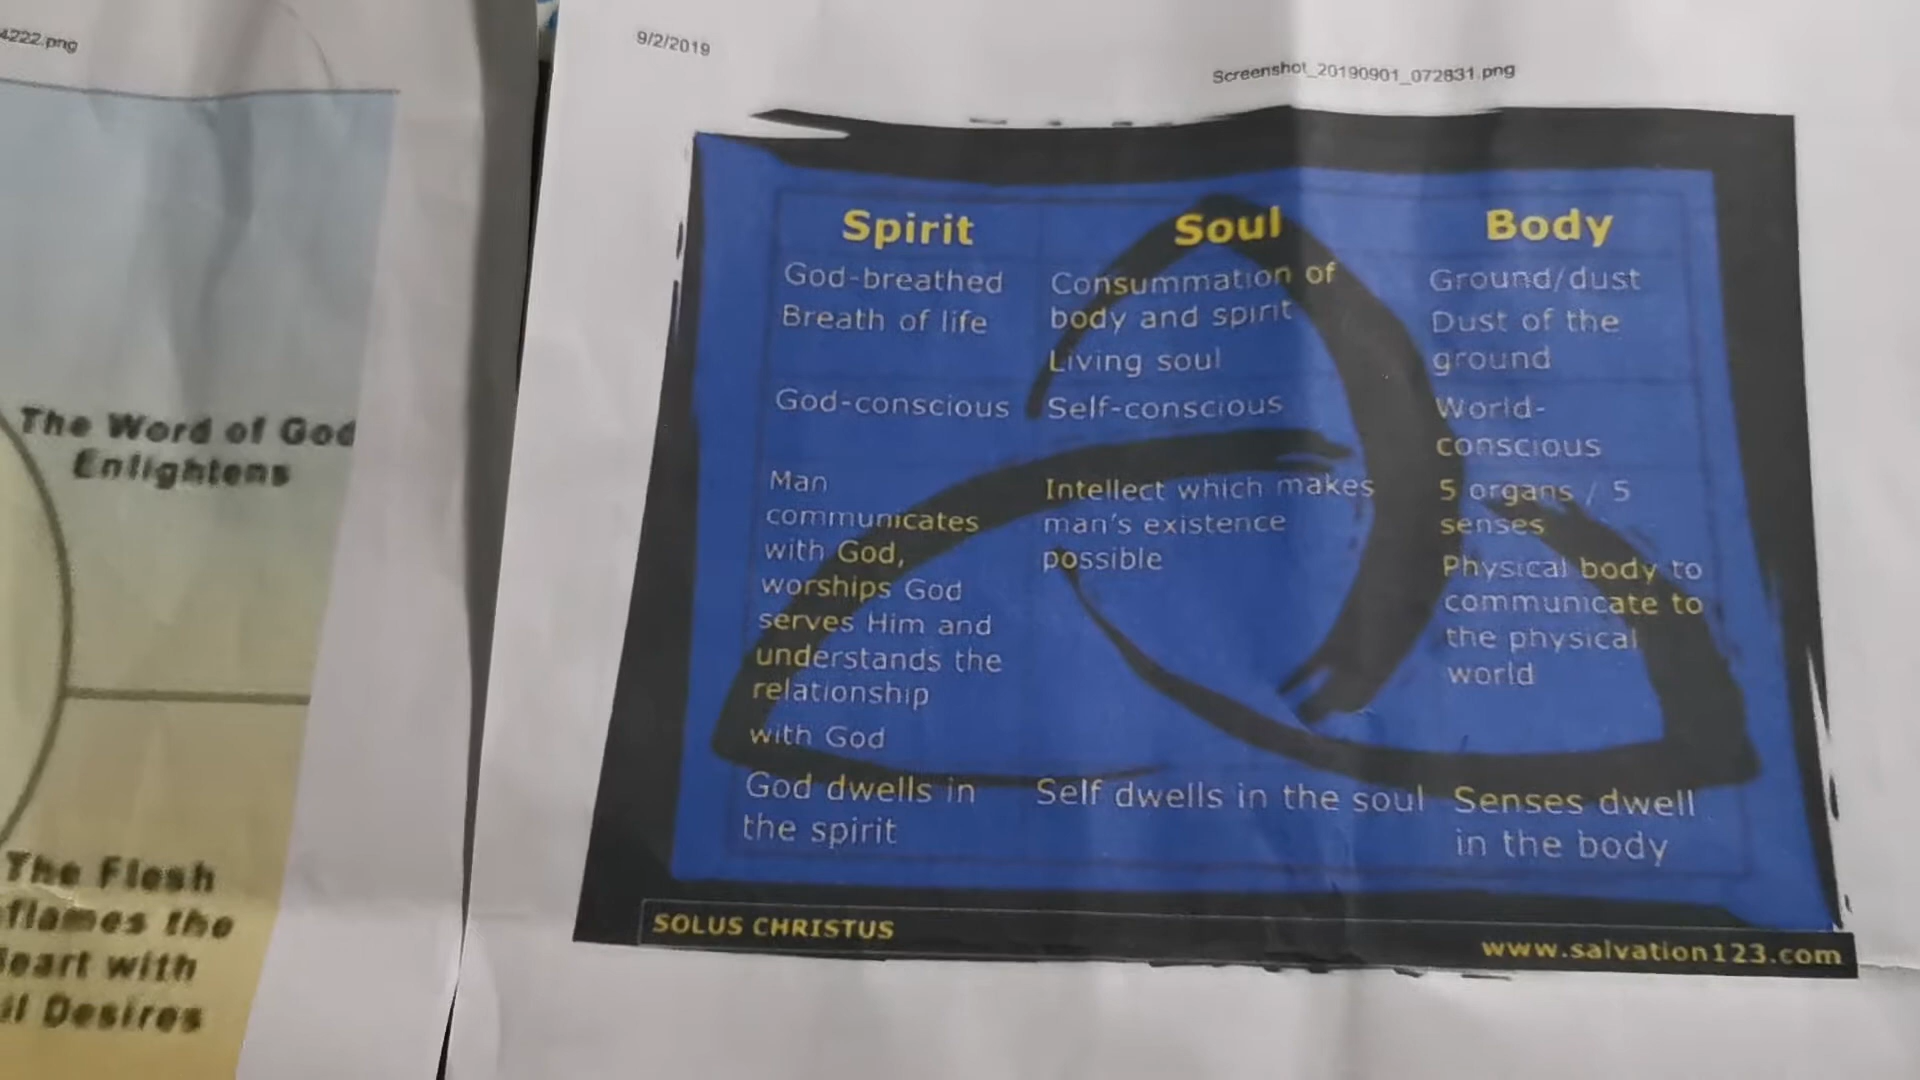 4222.png
The Word of God
Enlightens
The Flesh
flames the
eart with
il Desires
9/2/2019
Screenshot_20190901_072831.png
Spirit
God-breathed
Breath of life
God-conscious
Man
communicates
with God,
worships God
serves Him and
understands the
relationship
with God
God dwells in
the spirit
Soul
Consummation of
body and spirit
Living soul
Self-conscious
Intellect which makes
man's existence
possible
Self dwells in the soul
Body
Ground/dust
Dust of the
ground
World-
conscious
5 organs / 5
senses
Physical body to
communicate to
the physical
world
Senses dwell
in the body
SOLUS CHRISTUS
www.salvation123.com